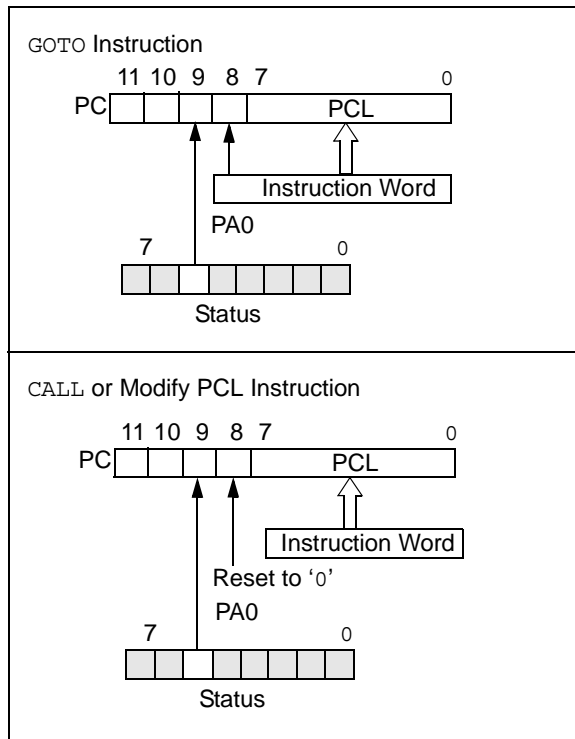 GOTO Instruction
11 10 9 8 7 0
PC PCL
Instruction Word
PA0
7 0
Status
CALL or Modify PCL Instruction
11 10 9 8 7 0
PC PCL
Instruction Word
Reset to ‘0’
PA0
7 0
Status